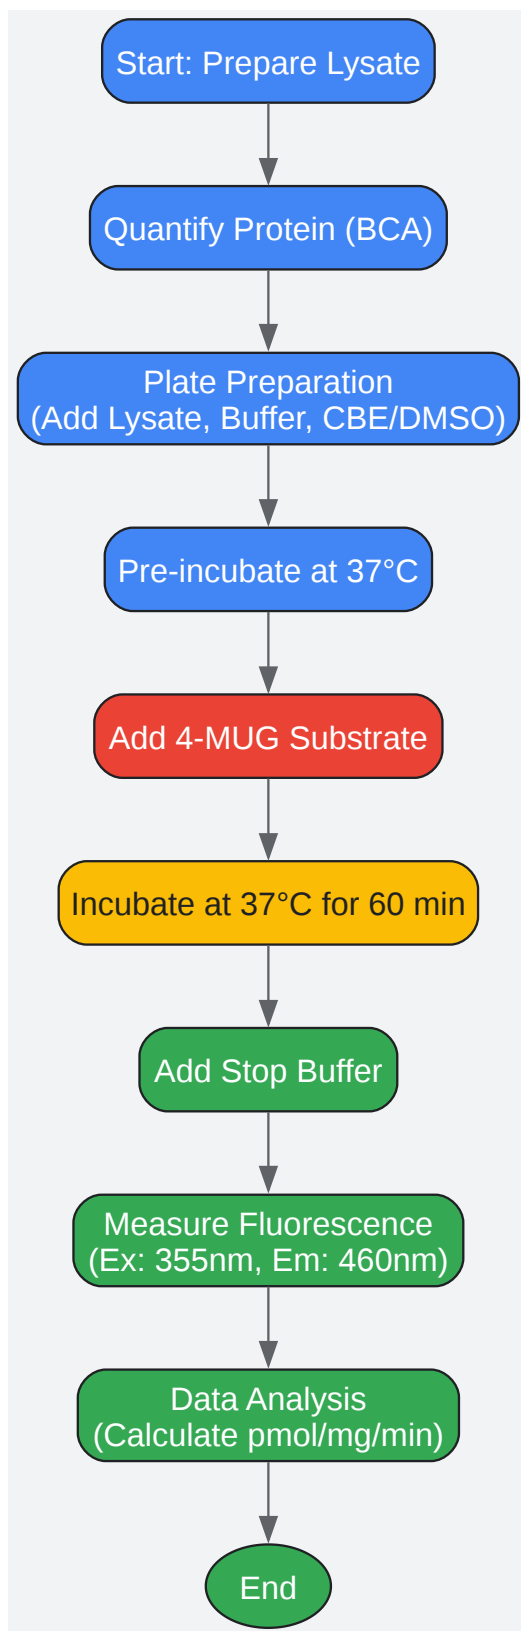 Start: Prepare Lysate
Quantify Protein (BCA)
Plate Preparation
(Add Lysate, Buffer, CBE/DMSO)
Pre-incubate at 37°C
Add 4-MUG Substrate
Incubate at 37°C for 60 min
Add Stop Buffer
Measure Fluorescence
(Ex: 355nm, Em: 460nm)
Data Analysis
(Calculate pmol/mg/min)
End